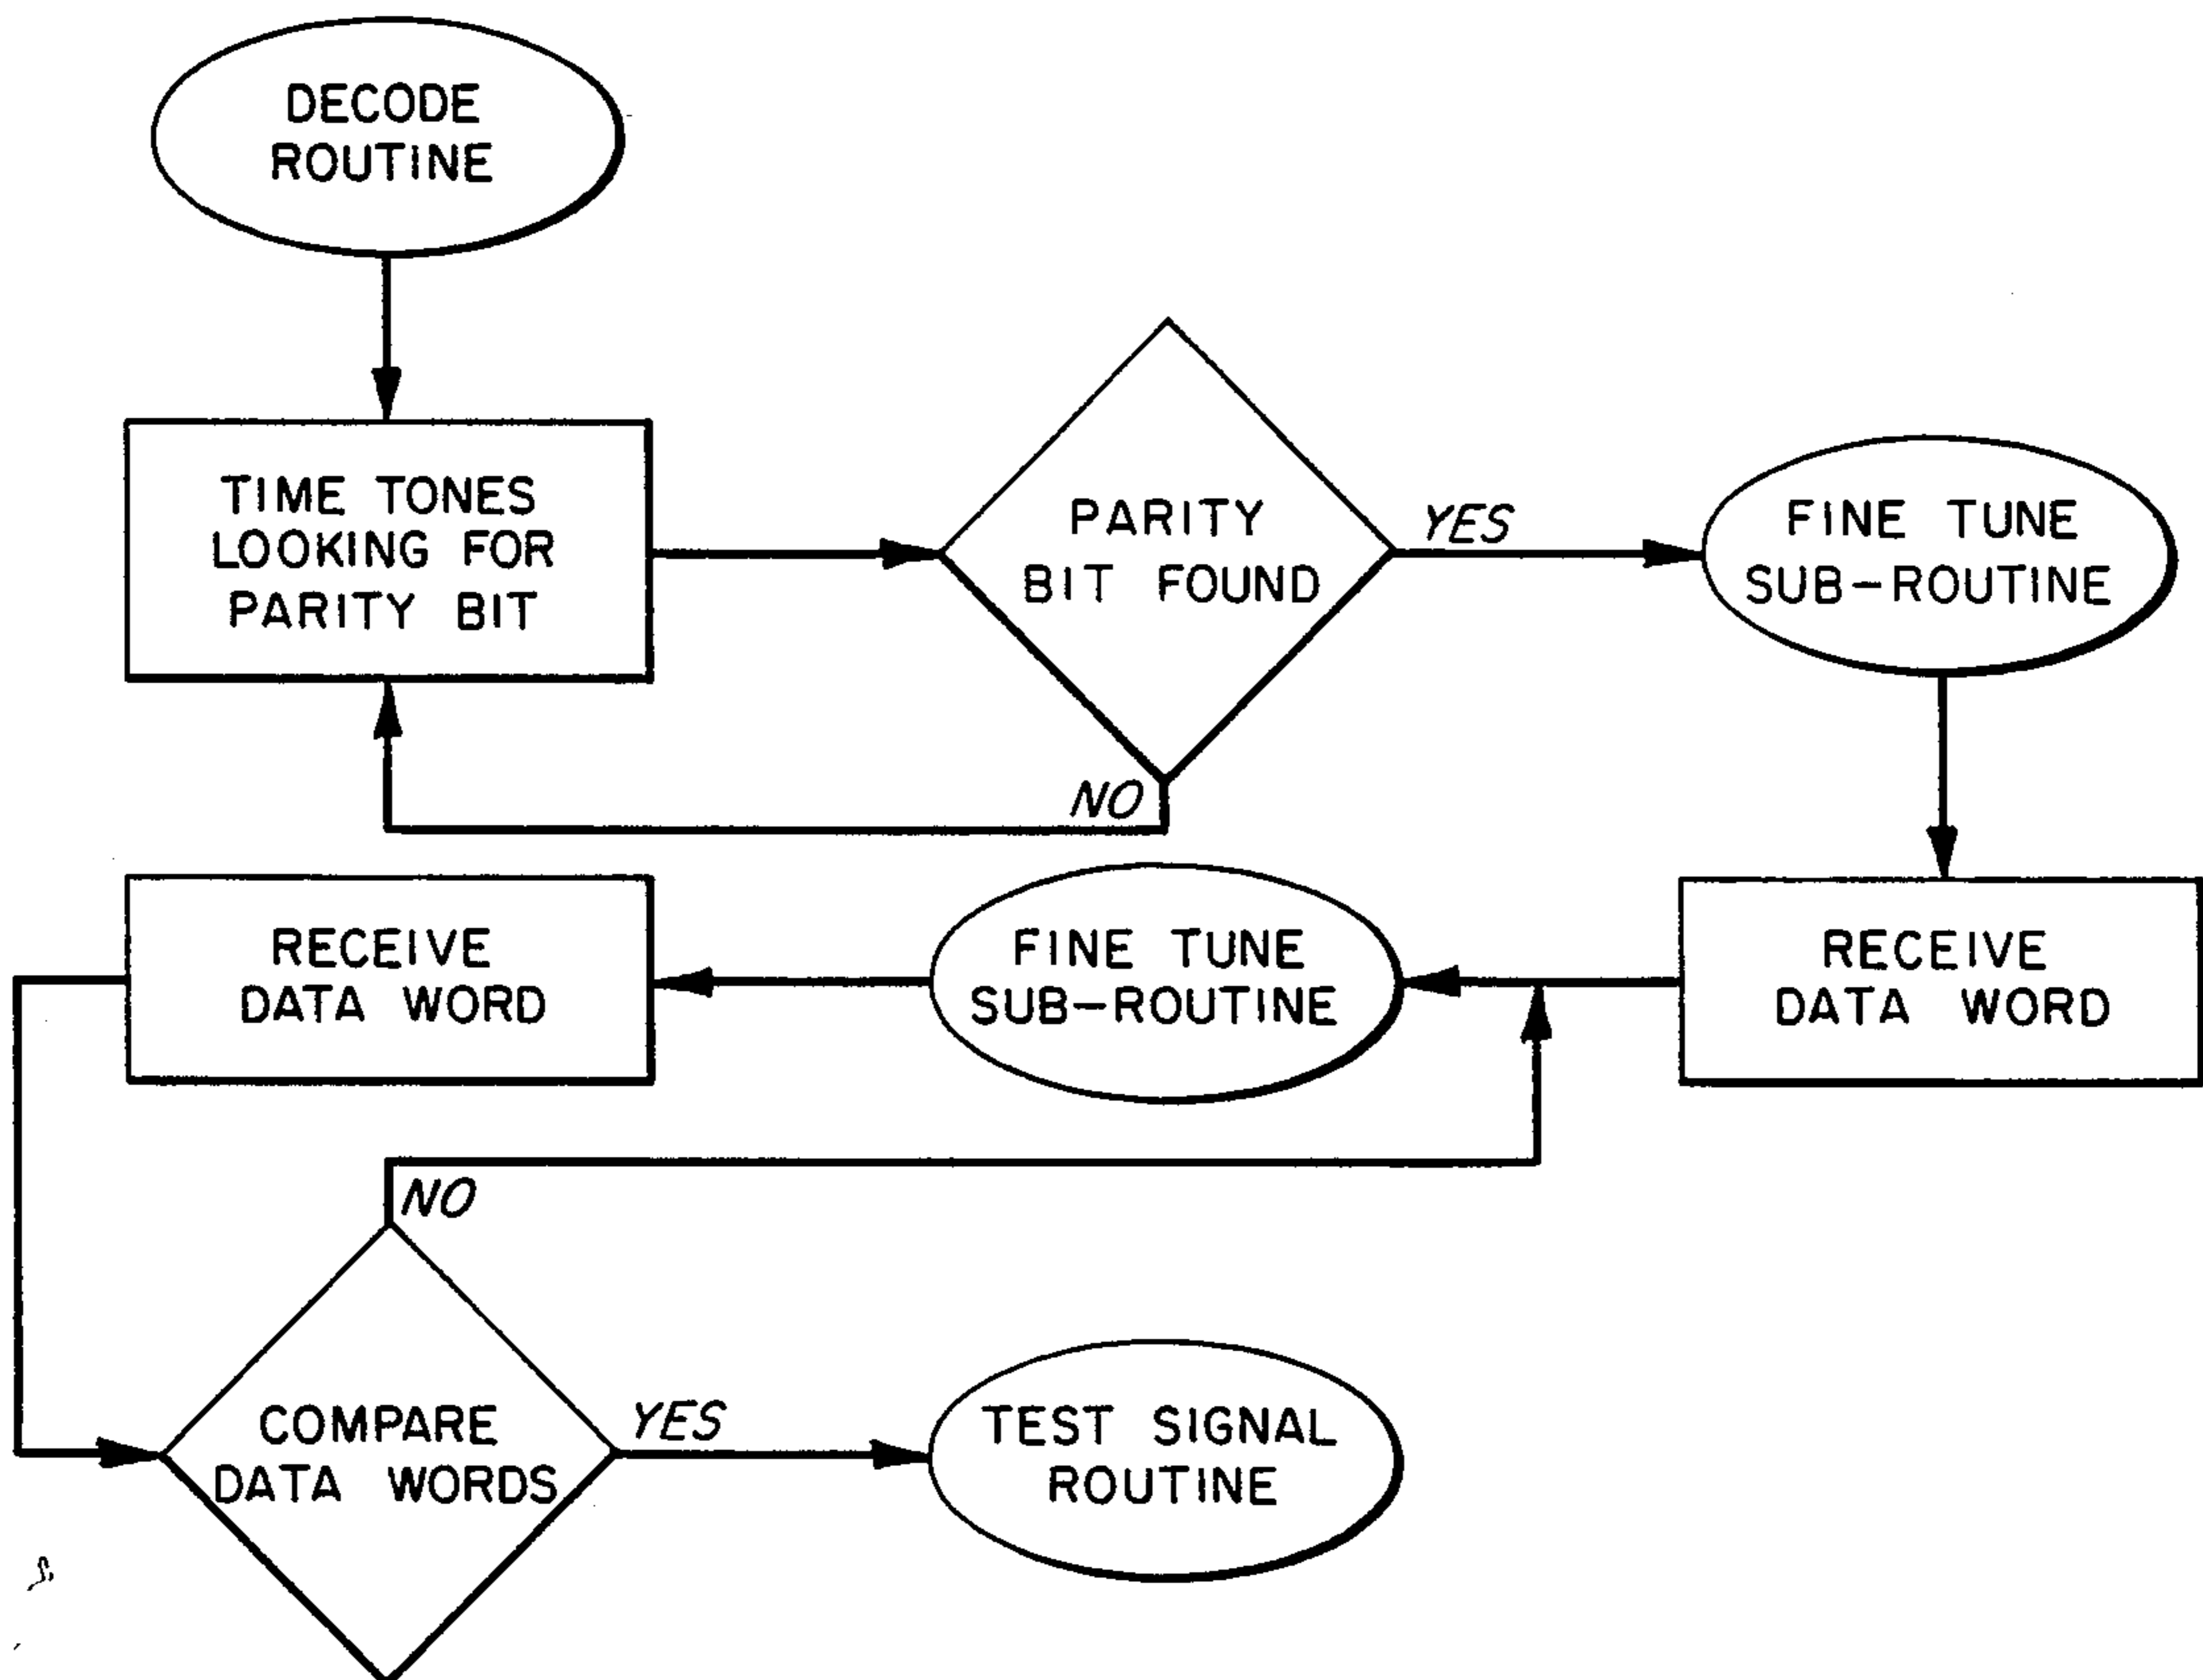 DECODE
ROUTINE
TIME TONES
LOOKING FOR
PARITY BIT
PARITY
BIT FOUND
YES
FINE TUNE
SUB-ROUTINE
NO
RECEIVE
DATA WORD
FINE TUNE
SUB-ROUTINE
RECEIVE
DATA WORD
NO
COMPARE
DATA WORDS
YES
TEST SIGNAL
ROUTINE